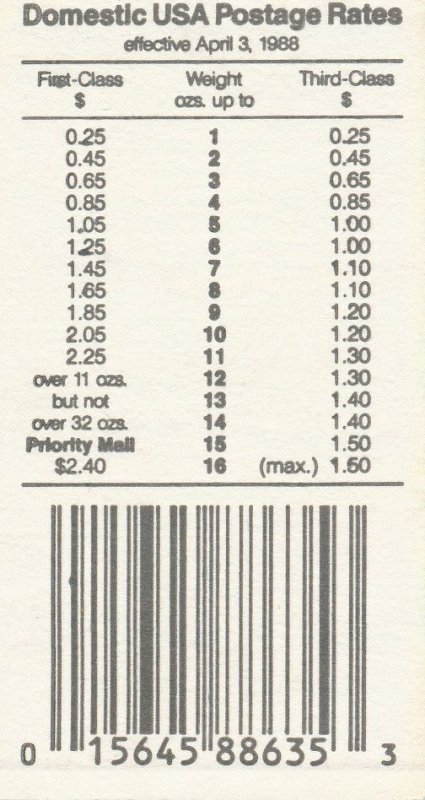 Domestic USA Postage Rates
effective April 3, 1988
First-Class Weight Third-Class
$ ozs. up to $
0.25 1 0.25
0.45 2 0.45
0.65 3 0.65
0.85 4 0.85
1.05 5 1.00
1.25 6 1.00
1.45 7 1.10
1.65 8 1.10
1.85 9 1.20
2.05 10 1.20
2.25 11 1.30
over 11 ozs. 12 1.30
but not 13 1.40
over 32 ozs. 14 1.40
Priority Mail 15 1.50
$2.40 16 (max.) 1.50
0 15645 88635 3